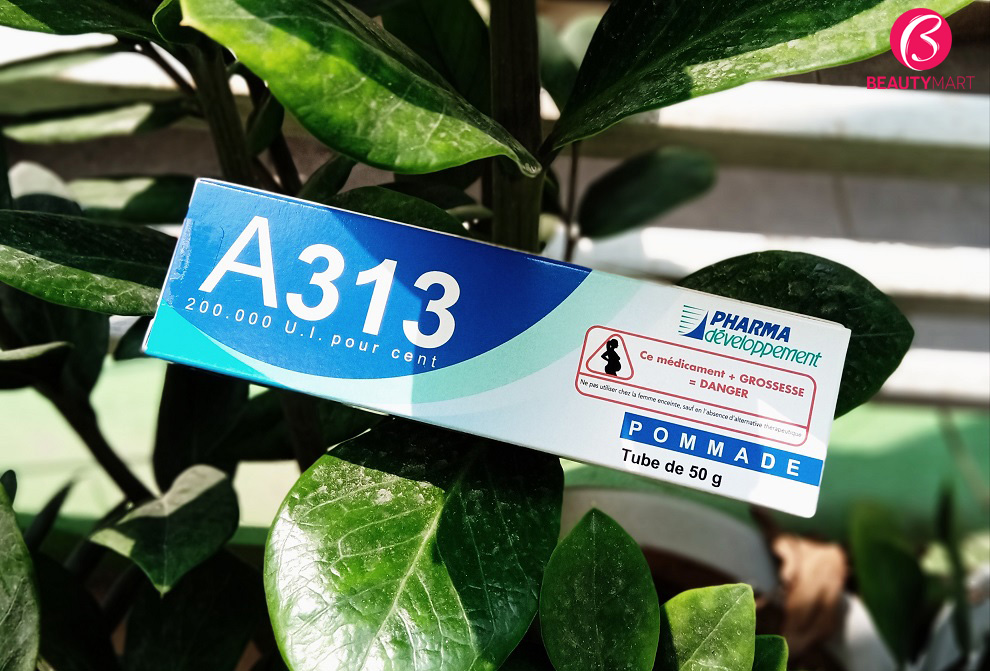 BEAUTYMART
A313
200.000 U.I. pour cent
PHARMA
développement
Ce médicament + GROSSESSE
= DANGER
Ne pas utiliser chez la femme enceinte, sauf en l'absence d'alternative thérapeutique
POMMADE
Tube de 50 g